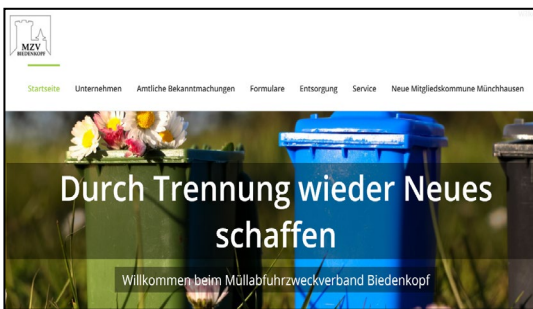 MZV
BIEDENKOPF
Startseite Unternehmen Amtliche Bekanntmachungen Formulare Entsorgung Service Neue Mitgliedskommune Münchhausen
Durch Trennung wieder Neues
schaffen
Willkommen beim Müllabfuhrzweckverband Biedenkopf